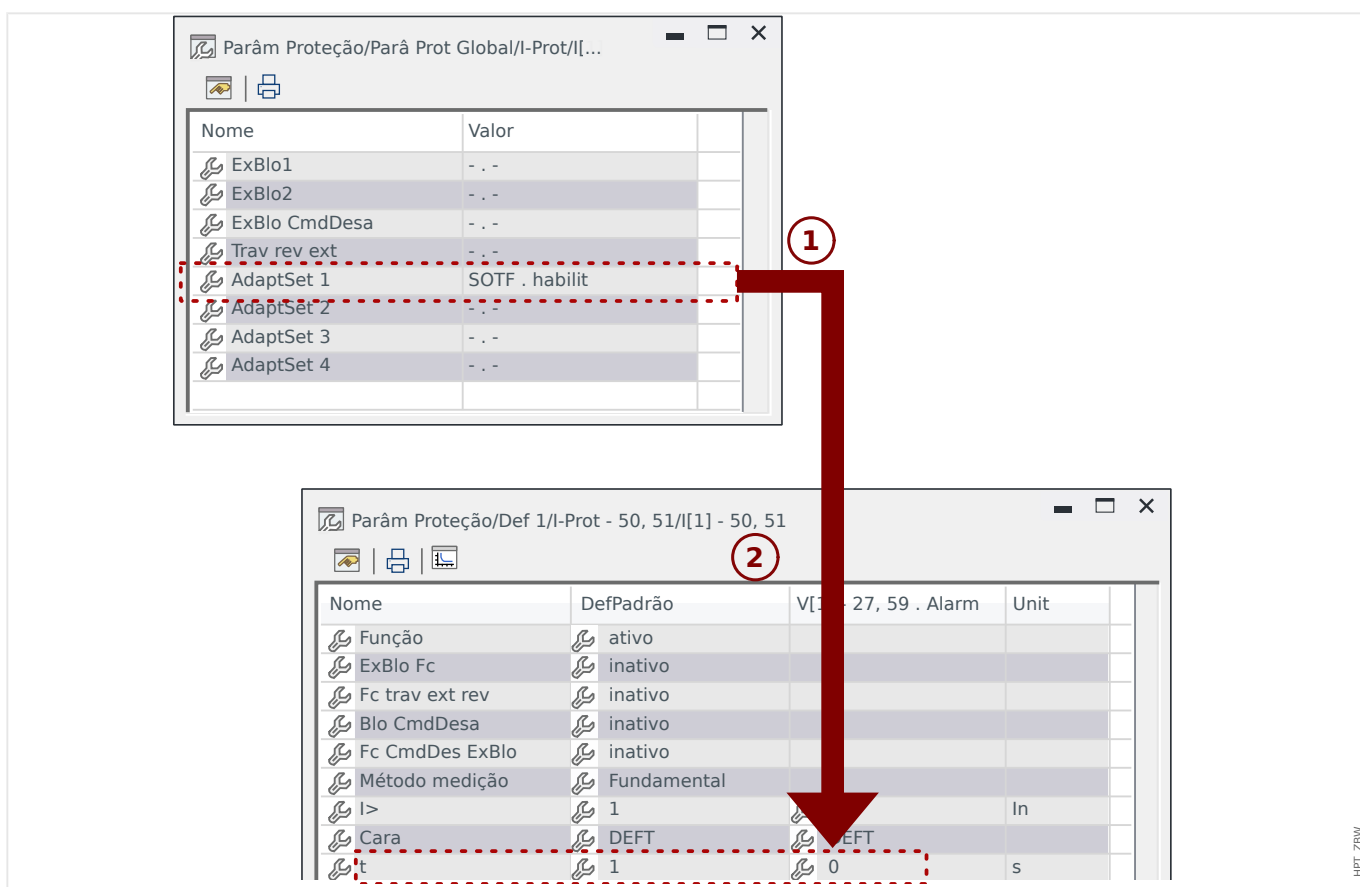 Parâm Proteção/Parâ Prot Global/I-Prot/I[...
Nome Valor
ExBlo1 - . -
ExBlo2 - . -
ExBlo CmdDesa - . -
Trav rev ext - . -
AdaptSet 1 SOTF . habilit
AdaptSet 2 - . -
AdaptSet 3 - . -
AdaptSet 4 - . -
1
Parâm Proteção/Def 1/I-Prot - 50, 51/I[1] - 50, 51
2
Nome DefPadrão V[1 - 27, 59 . Alarm Unit
Função ativo
ExBlo Fc inativo
Fc trav ext rev inativo
Blo CmdDesa inativo
Fc CmdDes ExBlo inativo
Método medição Fundamental
I> 1 In
Cara DEFT EFT
t 1 0 s
HPT_ZBW